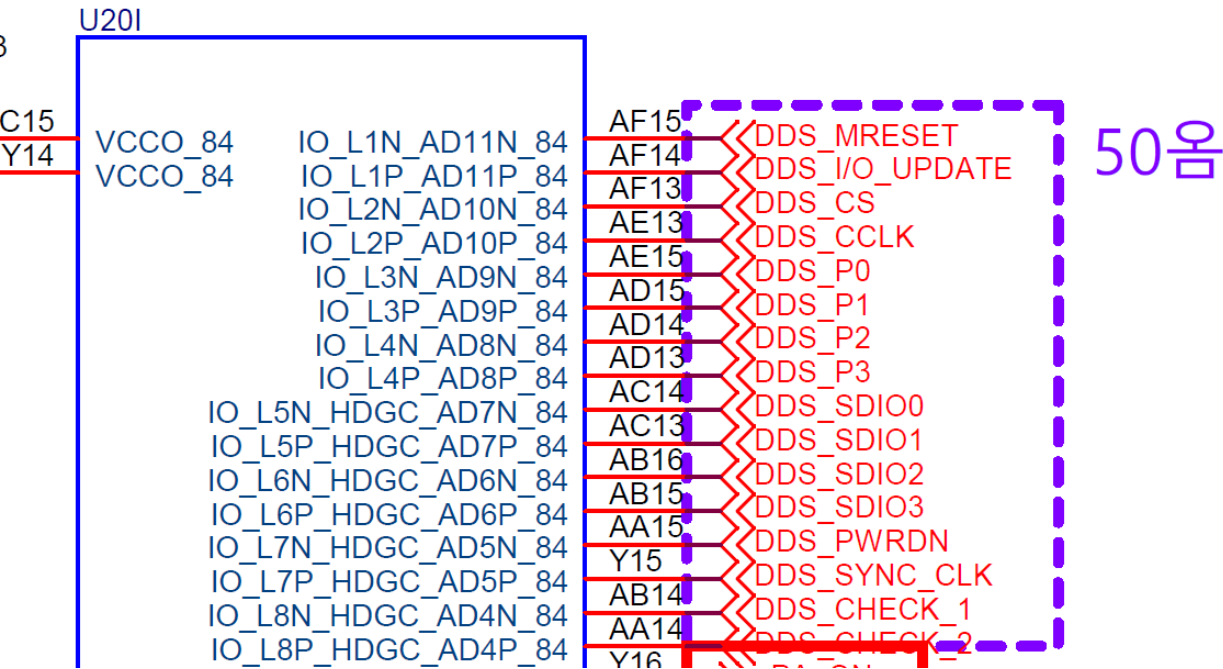 U20I
3
C15 VCCO_84 IO_L1N_AD11N_84 AF15 DDS_MRESET 50옴
Y14 VCCO_84 IO_L1P_AD11P_84 AF14 DDS_I/O_UPDATE
IO_L2N_AD10N_84 AF13 DDS_CS
IO_L2P_AD10P_84 AE13 DDS_CCLK
IO_L3N_AD9N_84 AE15 DDS_P0
IO_L3P_AD9P_84 AD15 DDS_P1
IO_L4N_AD8N_84 AD14 DDS_P2
IO_L4P_AD8P_84 AD13 DDS_P3
IO_L5N_HDGC_AD7N_84 AC14 DDS_SDIO0
IO_L5P_HDGC_AD7P_84 AC13 DDS_SDIO1
IO_L6N_HDGC_AD6N_84 AB16 DDS_SDIO2
IO_L6P_HDGC_AD6P_84 AB15 DDS_SDIO3
IO_L7N_HDGC_AD5N_84 AA15 DDS_PWRDN
IO_L7P_HDGC_AD5P_84 Y15 DDS_SYNC_CLK
IO_L8N_HDGC_AD4N_84 AB14 DDS_CHECK_1
IO_L8P_HDGC_AD4P_84 AA14 DDS_CHECK_2
Y16